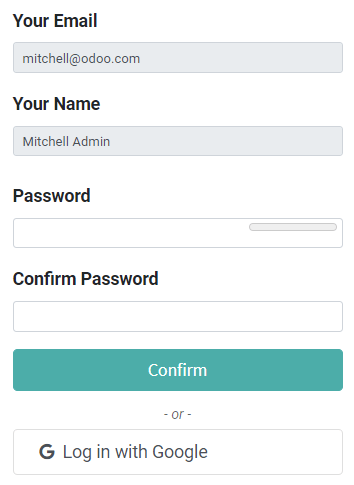 Your Email
mitchell@odoo.com
Your Name
Mitchell Admin
Password
Confirm Password
Confirm
- or -
Log in with Google